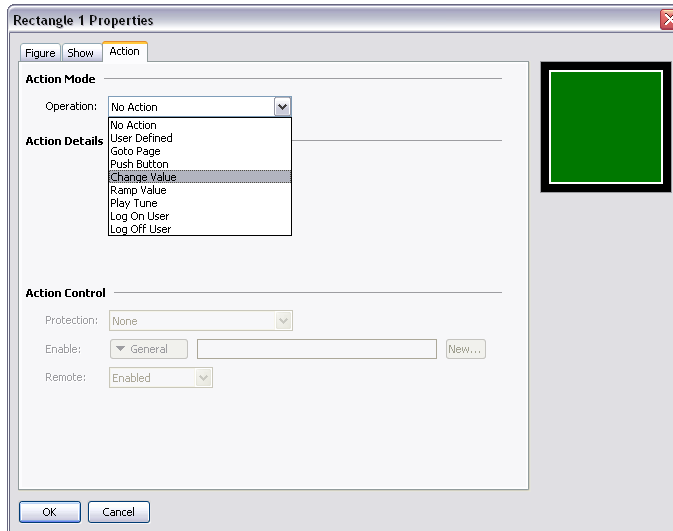 Rectangle 1 Properties
Figure Show Action
Action Mode
Operation: No Action
No Action
User Defined
Goto Page
Push Button
Change Value
Ramp Value
Play Tune
Log On User
Log Off User
Action Details
Action Control
Protection: None
Enable: General New...
Remote: Enabled
OK Cancel